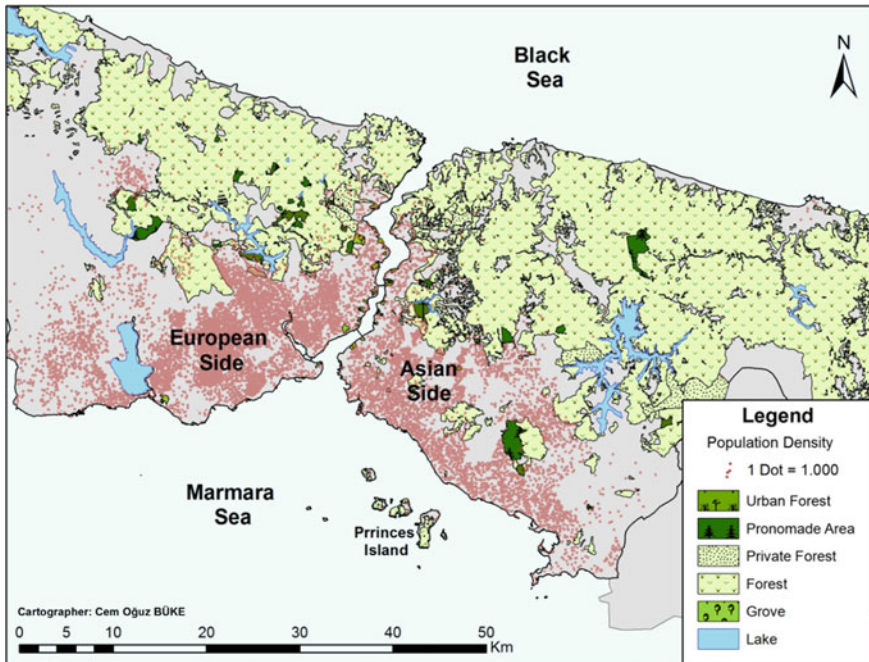 Black
Sea
N
European
Side
Asian
Side
Marmara
Sea
Prrinces
Island
Legend
Population Density
1 Dot = 1.000
Urban Forest
Pronomade Area
Private Forest
Forest
Grove
Lake
Cartographer: Cem Oğuz BÜKE
0 10 20 30 40 50
Km